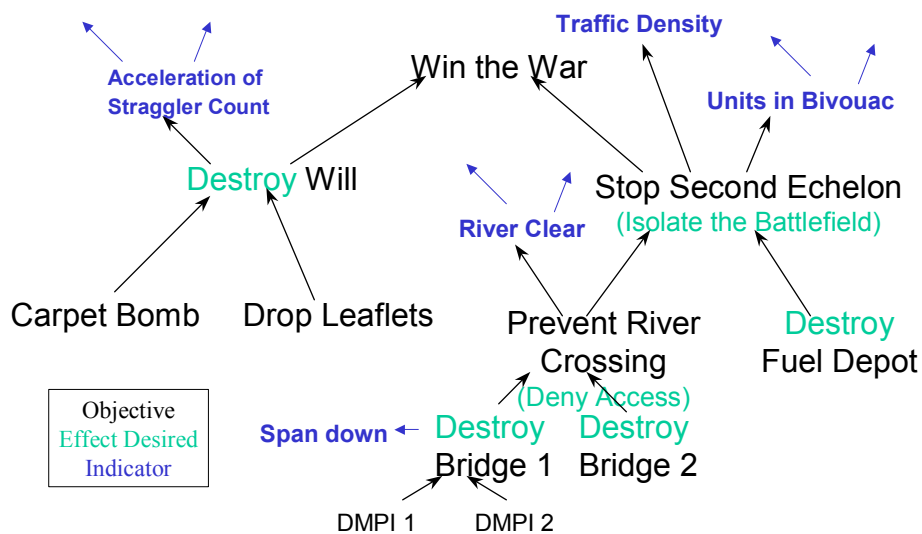 Traffic Density
Acceleration of
Straggler Count
Win the War
Units in Bivouac
Destroy Will
Stop Second Echelon
(Isolate the Battlefield)
River Clear
Carpet Bomb
Drop Leaflets
Prevent River
Crossing
(Deny Access)
Destroy
Fuel Depot
Objective
Effect Desired
Indicator
Span down
Destroy
Bridge 1
Destroy
Bridge 2
DMPI 1
DMPI 2